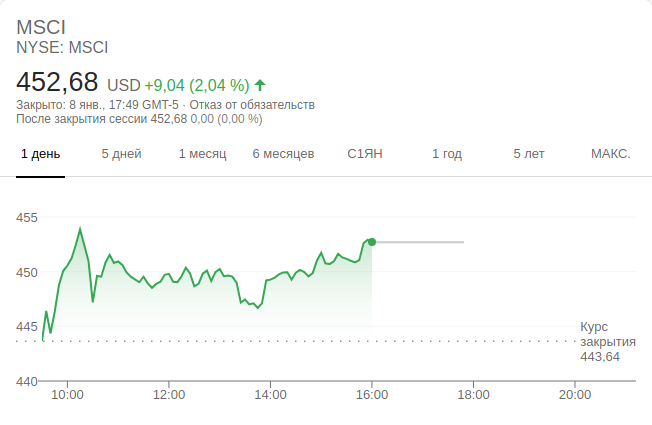 MSCI
NYSE: MSCI
452,68 USD +9,04 (2,04 %)
Закрыто: 8 янв., 17:49 GMT-5 · Отказ от обязательств
После закрытия сессии 452,68 0,00 (0,00 %)
1 день 5 дней 1 месяц 6 месяцев С1ЯН 1 год 5 лет МАКС.
455
450
445
Курс
закрытия
443,64
440
10:00 12:00 14:00 16:00 18:00 20:00